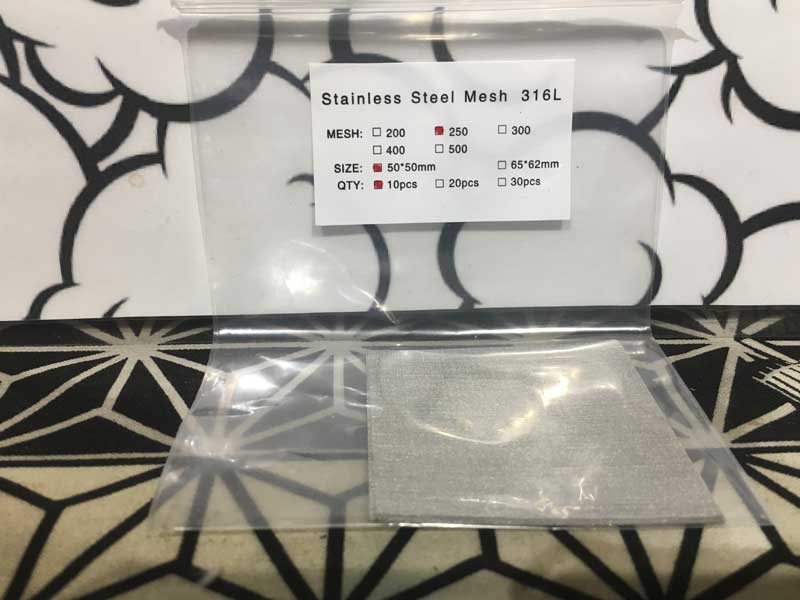 Stainless Steel Mesh 316L
MESH: 200 250 300
400 500
SIZE: 50*50mm 65*62mm
QTY: 10pcs 20pcs 30pcs